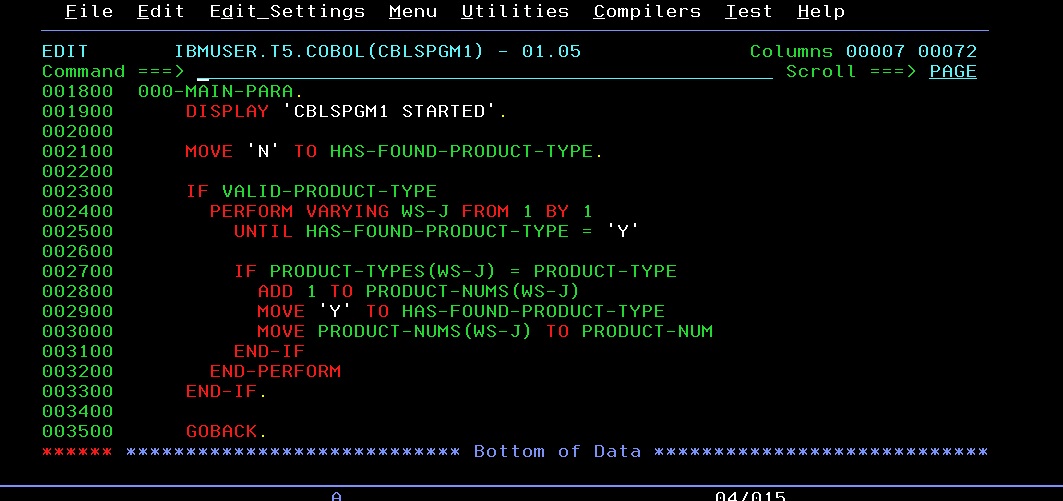 File Edit Edit_Settings Menu Utilities Compilers Test Help
EDIT IBMUSER.T5.COBOL(CBLSPGM1) - 01.05 Columns 00007 00072
Command ===> Scroll ===> PAGE
001800 000-MAIN-PARA.
001900 DISPLAY 'CBLSPGM1 STARTED'.
002000
002100 MOVE 'N' TO HAS-FOUND-PRODUCT-TYPE.
002200
002300 IF VALID-PRODUCT-TYPE
002400 PERFORM VARYING WS-J FROM 1 BY 1
002500 UNTIL HAS-FOUND-PRODUCT-TYPE = 'Y'
002600
002700 IF PRODUCT-TYPES(WS-J) = PRODUCT-TYPE
002800 ADD 1 TO PRODUCT-NUMS(WS-J)
002900 MOVE 'Y' TO HAS-FOUND-PRODUCT-TYPE
003000 MOVE PRODUCT-NUMS(WS-J) TO PRODUCT-NUM
003100 END-IF
003200 END-PERFORM
003300 END-IF.
003400
003500 GOBACK.
****** **************************** Bottom of Data ****************************
A 04/015